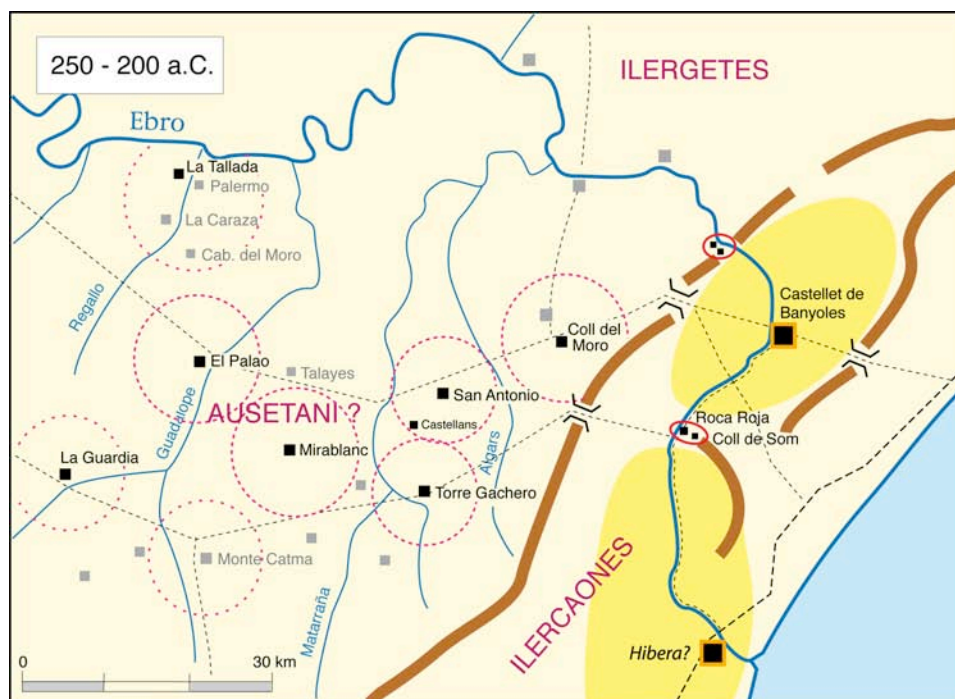 250 - 200 a.C.
ILERGETES
Ebro
La Tallada
Palermo
La Caraza
Cab. del Moro
Regallo
Castellet de
Banyoles
Coll del
Moro
El Palao
Talayes
San Antonio
AUSETANI ?
Castellans
Roca Roja
Coll de Som
Guadalope
Algars
La Guardia
Mirablanc
Torre Gachero
Monte Catma
Matarraña
ILERCAONES
Hibera?
0
30 km